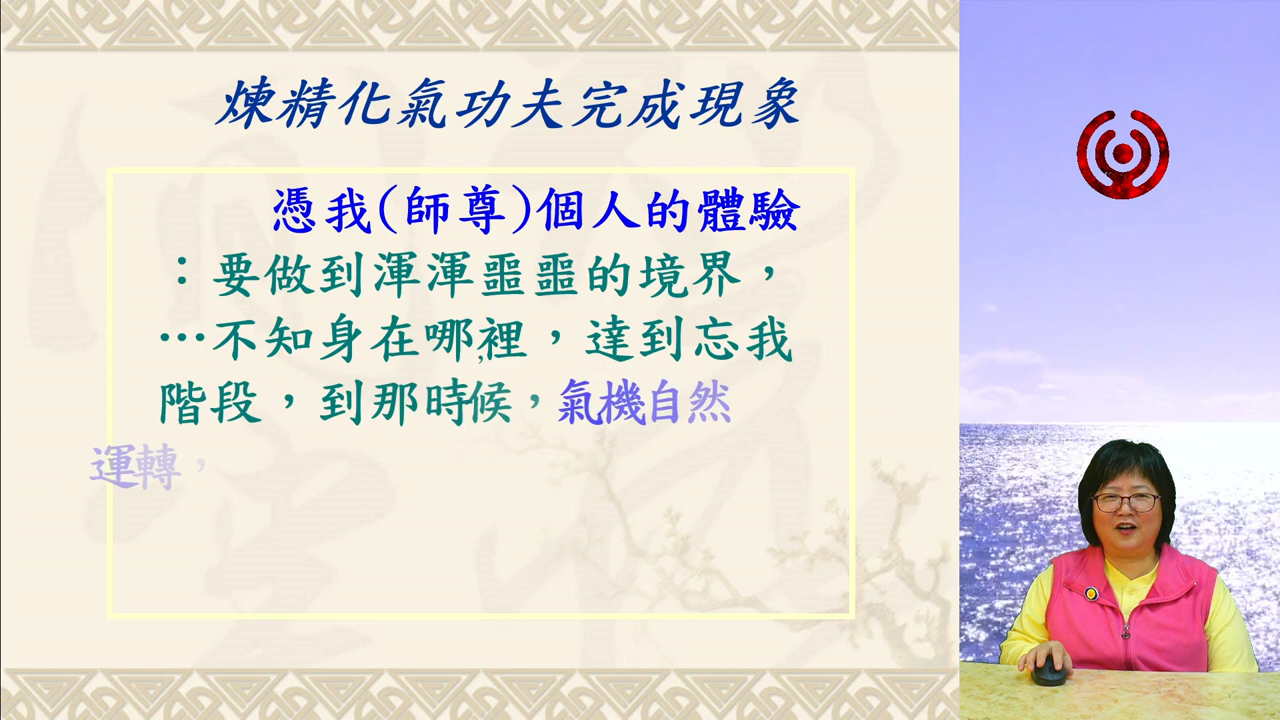 煉精化氣功夫完成現象
憑我(師尊)個人的體驗
：要做到渾渾噩噩的境界，
…不知身在哪裡，達到忘我
階段，到那時候，氣機自然
運轉，